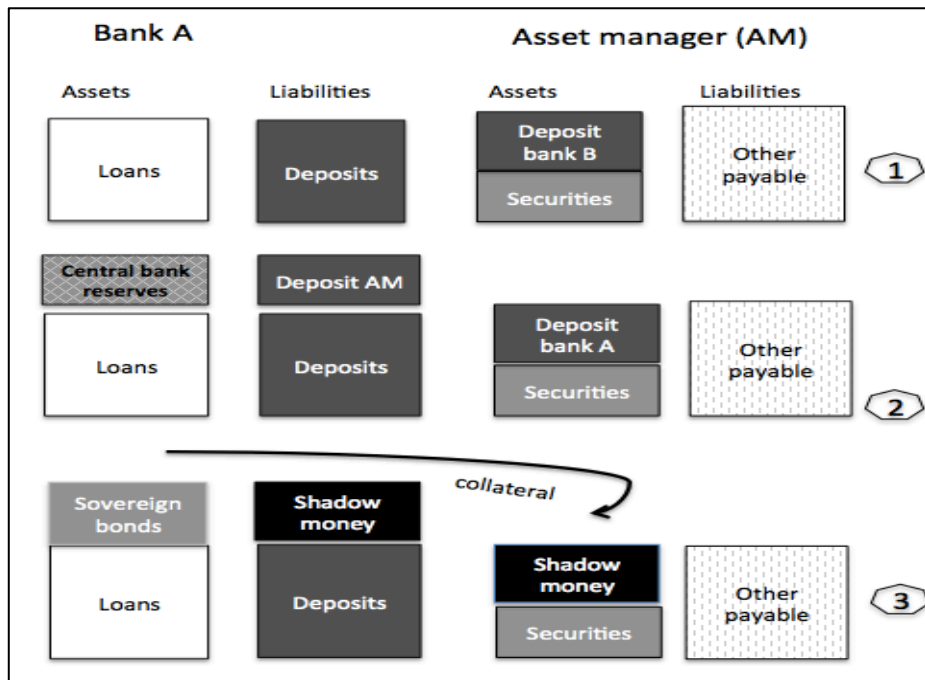 Bank A
Asset manager (AM)
Assets
Liabilities
Assets
Liabilities
Loans
Deposits
Deposit
bank B
Securities
Other
payable
1
Central bank
reserves
Deposit AM
Loans
Deposits
Deposit
bank A
Securities
Other
payable
2
collateral
Sovereign
bonds
Shadow
money
Loans
Deposits
Shadow
money
Securities
Other
payable
3